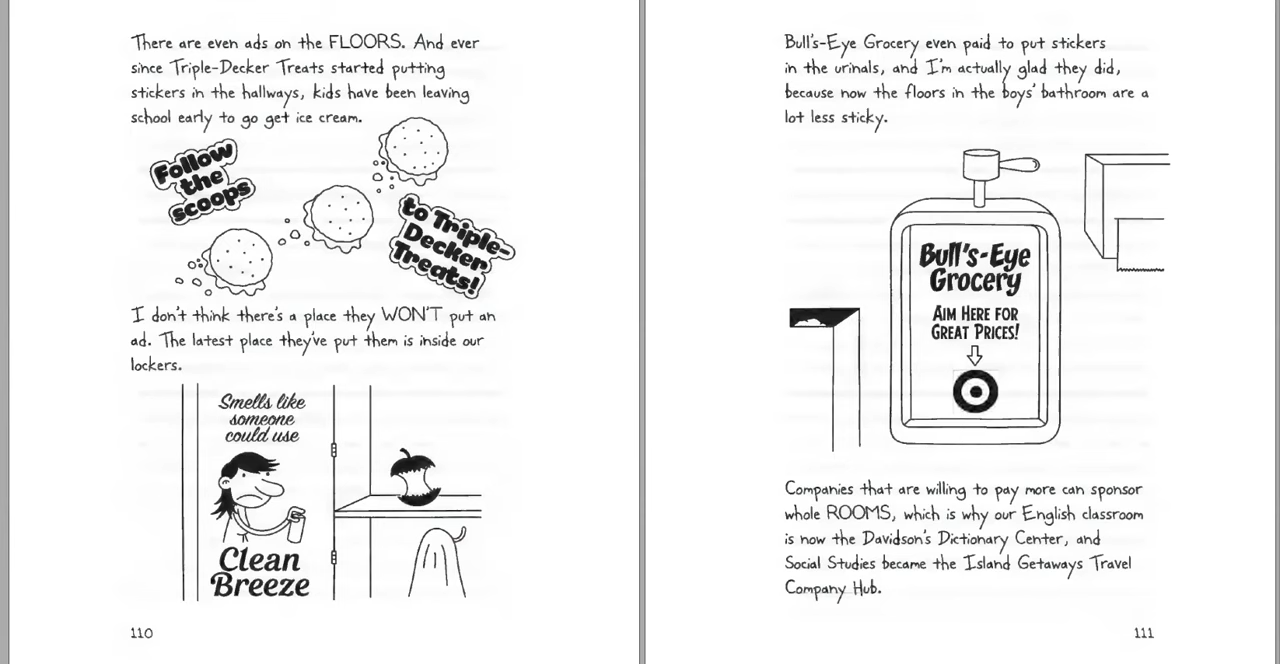 There are even ads on the FLOORS. And ever
since Triple-Decker Treats started putting
stickers in the hallways, kids have been leaving
school early to go get ice cream.
Follow
the
scoops
to Triple-
Decker
Treats!
I don't think there's a place they WON'T put an
ad. The latest place they've put them is inside our
lockers.
Smells like
someone
could use
Clean
Breeze
110
Bull's-Eye Grocery even paid to put stickers
in the urinals, and I'm actually glad they did,
because now the floors in the boys' bathroom are a
lot less sticky.
Bull's-Eye
Grocery
AIM HERE FOR
GREAT PRICES!
Companies that are willing to pay more can sponsor
whole ROOMS, which is why our English classroom
is now the Davidson's Dictionary Center, and
Social Studies became the Island Getaways Travel
Company Hub.
111